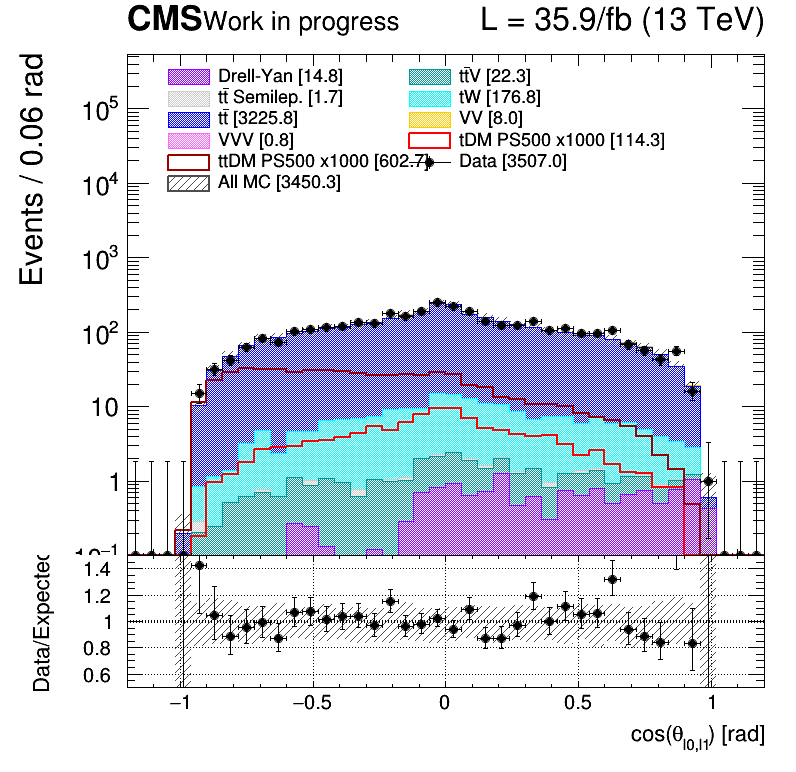 CMS Work in progress L = 35.9/fb (13 TeV)
Events / 0.06 rad
Drell-Yan [14.8] tt̄V [22.3]
tt̄ Semilep. [1.7] tW [176.8]
tt̄ [3225.8] VV [8.0]
VVV [0.8] tDM PS500 x1000 [114.3]
ttDM PS500 x1000 [602.7] Data [3507.0]
All MC [3450.3]
10⁵
10⁴
10³
10²
10
1
10⁻¹
Data/Expected
1.4
1.2
1
0.8
0.6
−1 −0.5 0 0.5 1
cos(θ_l0,l1) [rad]